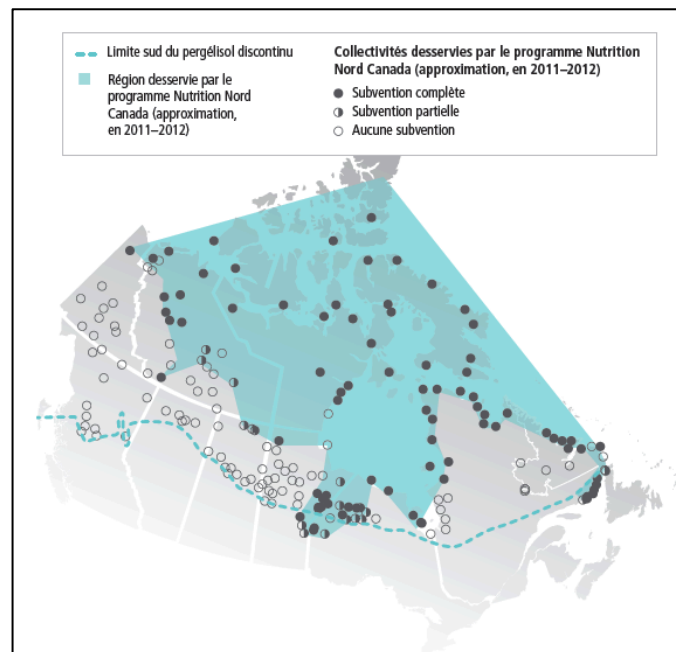 Limite sud du pergélisol discontinu
Région desservie par le
programme Nutrition
Nord Canada (approximation,
en 2011–2012)
Collectivités desservies par le programme Nutrition
Nord Canada (approximation, en 2011–2012)
Subvention complète
Subvention partielle
Aucune subvention